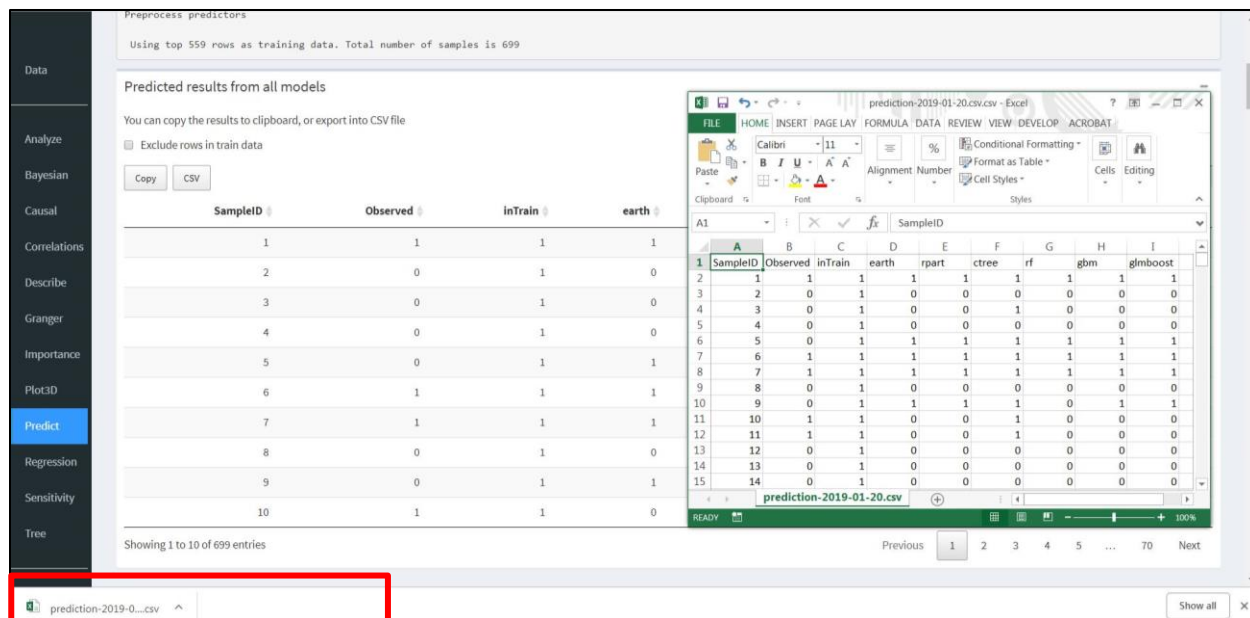 Preprocess predictors
Using top 559 rows as training data. Total number of samples is 699
Data
Analyze
Bayesian
Causal
Correlations
Describe
Granger
Importance
Plot3D
Predict
Regression
Sensitivity
Tree
Predicted results from all models
You can copy the results to clipboard, or export into CSV file
Exclude rows in train data
Copy CSV
SampleID Observed inTrain earth
1 1 1 1
2 0 1 0
3 0 1 0
4 0 1 0
5 0 1 1
6 1 1 1
7 1 1 1
8 0 1 0
9 0 1 1
10 1 1 0
Showing 1 to 10 of 699 entries
Previous 1 2 3 4 5 ... 70 Next
prediction-2019-01-20.csv.csv - Excel ?
FILE HOME INSERT PAGE LAY FORMULA DATA REVIEW VIEW DEVELOP ACROBAT
Calibri 11 % Conditional Formatting
B I U A A Format as Table
Paste A Alignment Number Cell Styles Cells Editing
Clipboard Font Styles
A1 fx SampleID
A B C D E F G H I
1 SampleID Observed inTrain earth rpart ctree rf gbm glmboost
2 1 1 1 1 1 1 1 1 1
3 2 0 1 0 0 0 0 0 0
4 3 0 1 0 0 1 0 0 0
5 4 0 1 0 0 0 0 0 0
6 5 0 1 1 1 1 1 1 1
7 6 1 1 1 1 1 1 1 1
8 7 1 1 1 1 1 1 1 1
9 8 0 1 0 0 0 0 0 0
10 9 0 1 1 1 1 0 1 1
11 10 1 1 0 0 1 0 0 0
12 11 1 1 0 0 1 0 0 0
13 12 0 1 0 0 0 0 0 0
14 13 0 1 0 0 0 0 0 0
15 14 0 1 0 0 0 0 0 0
prediction-2019-01-20.csv
READY 100%
prediction-2019-0....csv
Show all